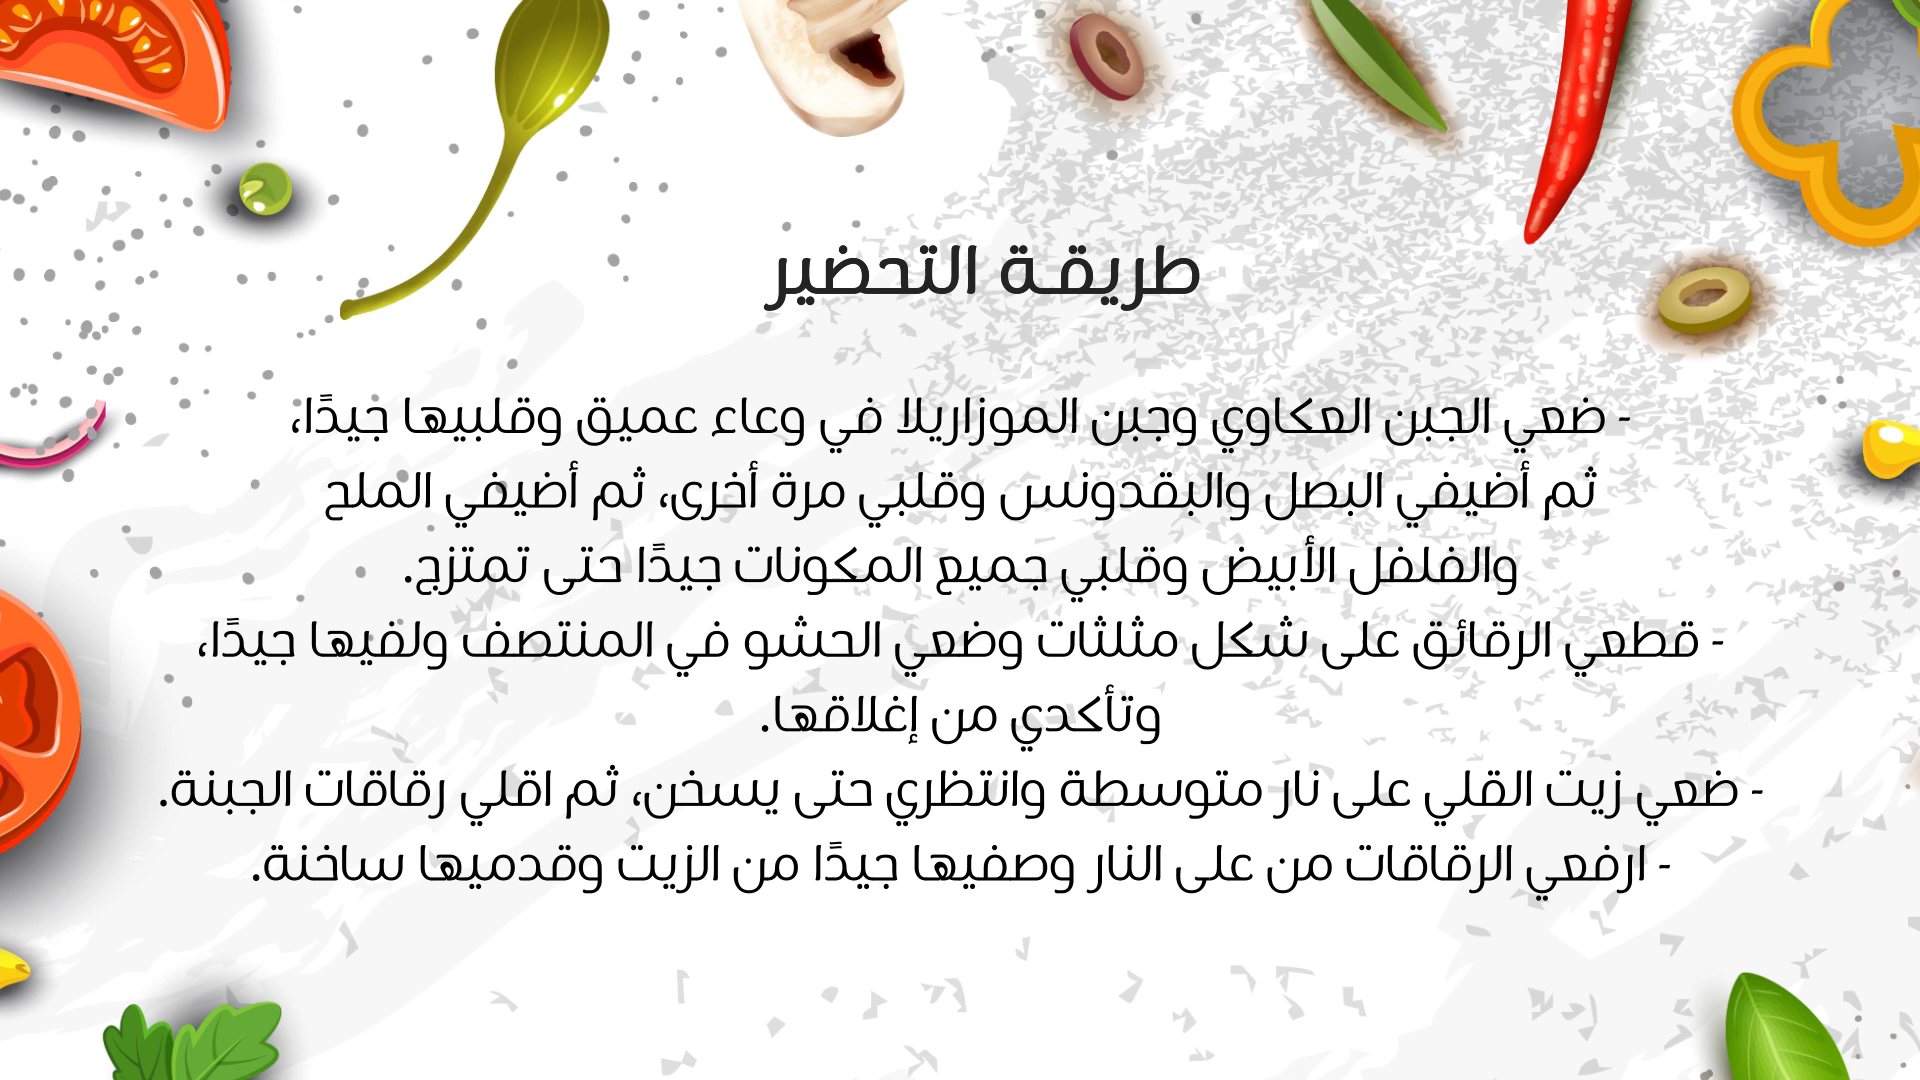 طريقة التحضير
- ضعي الجبن العكاوي وجبن الموزاريلا في وعاء عميق وقلبيها جيدًا،
ثم أضيفي البصل والبقدونس وقلبي مرة أخرى، ثم أضيفي الملح
والفلفل الأبيض وقلبي جميع المكونات جيدًا حتى تمتزج.
- قطعي الرقائق على شكل مثلثات وضعي الحشو في المنتصف ولفيها جيدًا،
وتأكدي من إغلاقها.
- ضعي زيت القلي على نار متوسطة وانتظري حتى يسخن، ثم اقلي رقاقات الجبنة.
- ارفعي الرقاقات من على النار وصفيها جيدًا من الزيت وقدميها ساخنة.